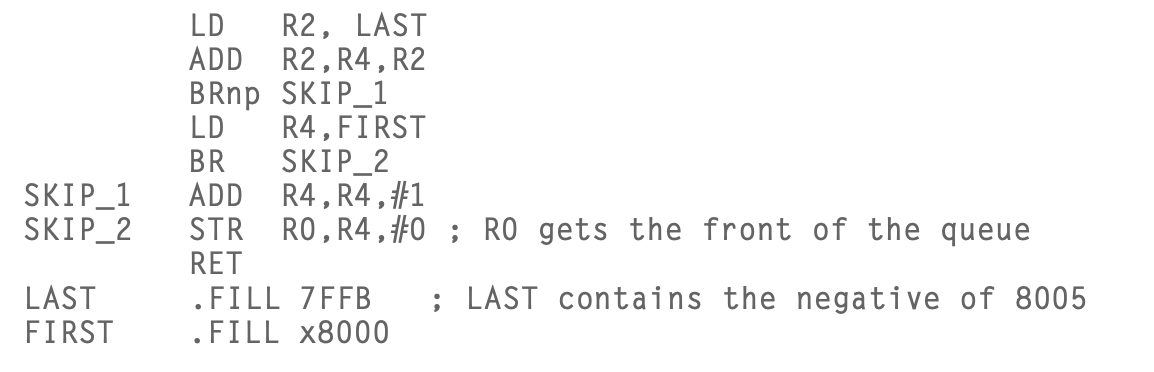 LD R2, LAST
ADD R2,R4,R2
BRnp SKIP_1
LD R4,FIRST
BR SKIP_2
SKIP_1 ADD R4,R4,#1
SKIP_2 STR R0,R4,#0 ; R0 gets the front of the queue
RET
LAST .FILL 7FFB ; LAST contains the negative of 8005
FIRST .FILL x8000